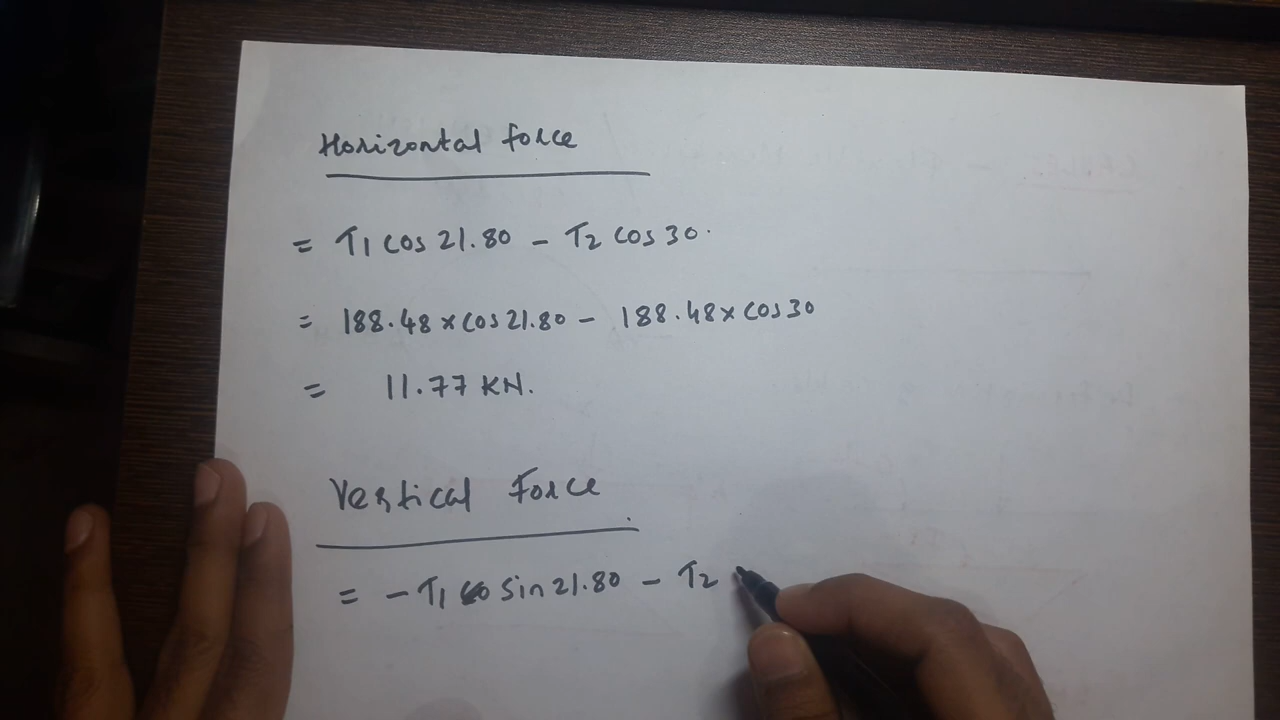 Horizontal force
= T1 cos 21.80 - T2 cos 30.
= 188.48 x cos 21.80 - 188.48 x cos 30
= 11.77 KN.
Vertical Force
= - T1 sin 21.80 - T2